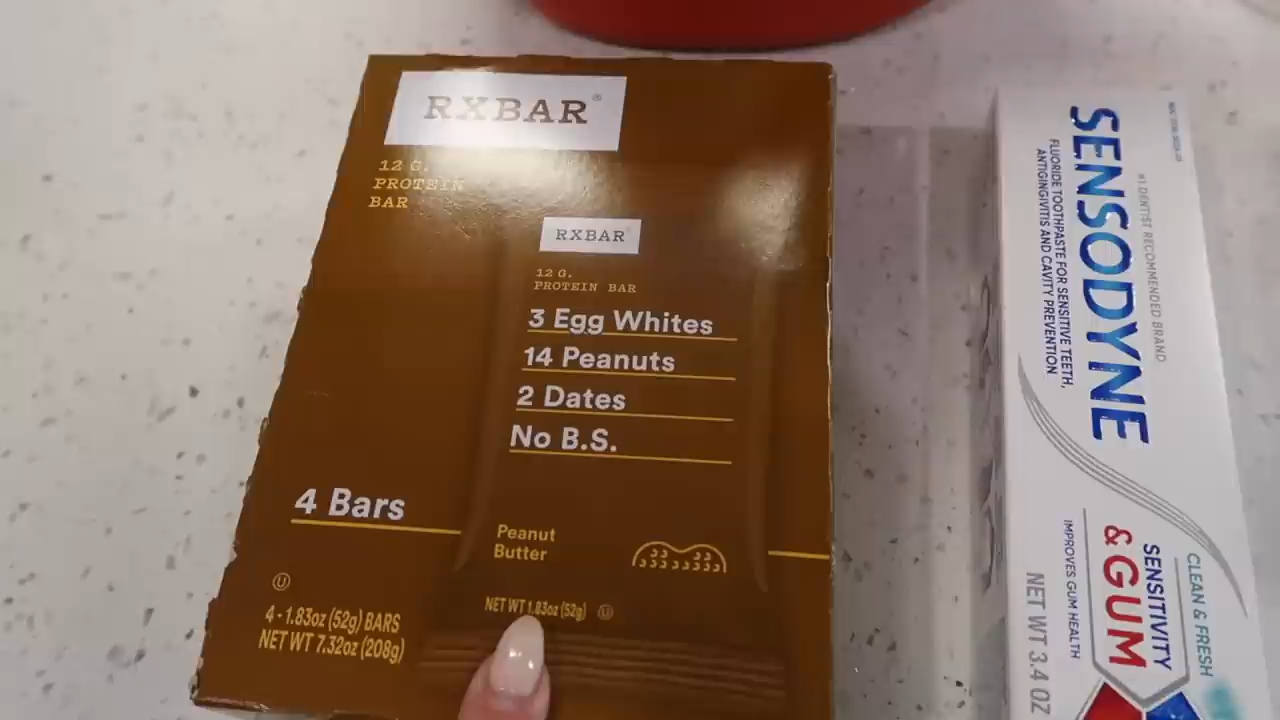 RXBAR®
12 G.
PROTEIN
BAR
RXBAR
12 G.
PROTEIN BAR
3 Egg Whites
14 Peanuts
2 Dates
No B.S.
4 Bars
Peanut
Butter
U
4 - 1.83oz (52g) BARS
NET WT 7.32oz (208g)
NET WT 1.83oz (52g) U
#1 DENTIST RECOMMENDED BRAND
SENSODYNE
FLUORIDE TOOTHPASTE FOR SENSITIVE TEETH,
ANTIGINGIVITIS AND CAVITY PREVENTION
CLEAN & FRESH
SENSITIVITY
& GUM
IMPROVES GUM HEALTH
NET WT 3.4 OZ